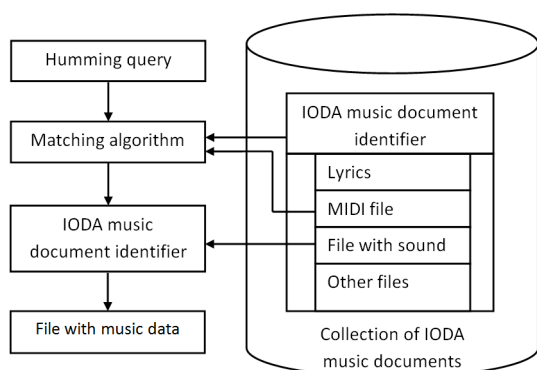 Humming query
Matching algorithm
IODA music
document identifier
File with music data
IODA music document
identifier
Lyrics
MIDI file
File with sound
Other files
Collection of IODA
music documents